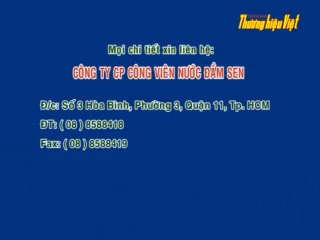 Thương hiệu Việt
Mọi chi tiết xin liên hệ:
CÔNG TY CP CÔNG VIÊN NƯỚC ĐẦM SEN
Đ/c: Số 3 Hòa Bình, Phường 3, Quận 11, Tp. HCM
ĐT: ( 08 ) 8588418
Fax: ( 08 ) 8588419